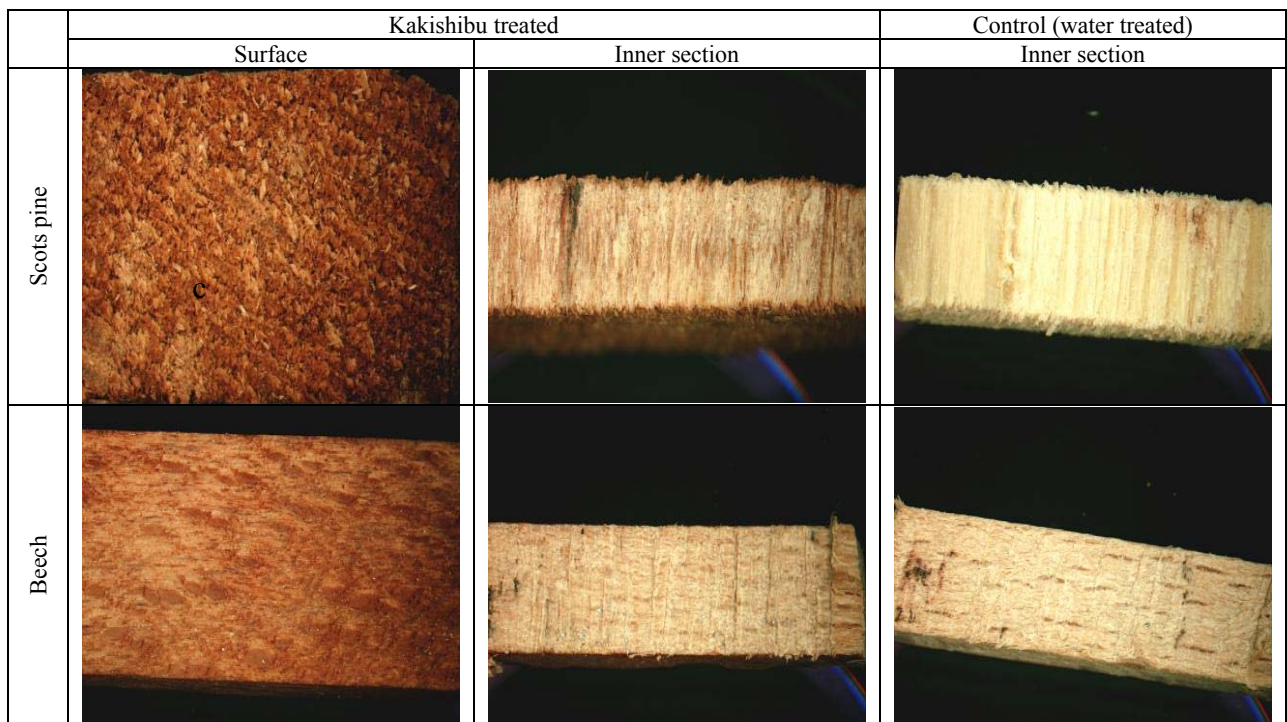 Kakishibu treated
Control (water treated)
Surface
Inner section
Inner section
Scots pine
c
Beech